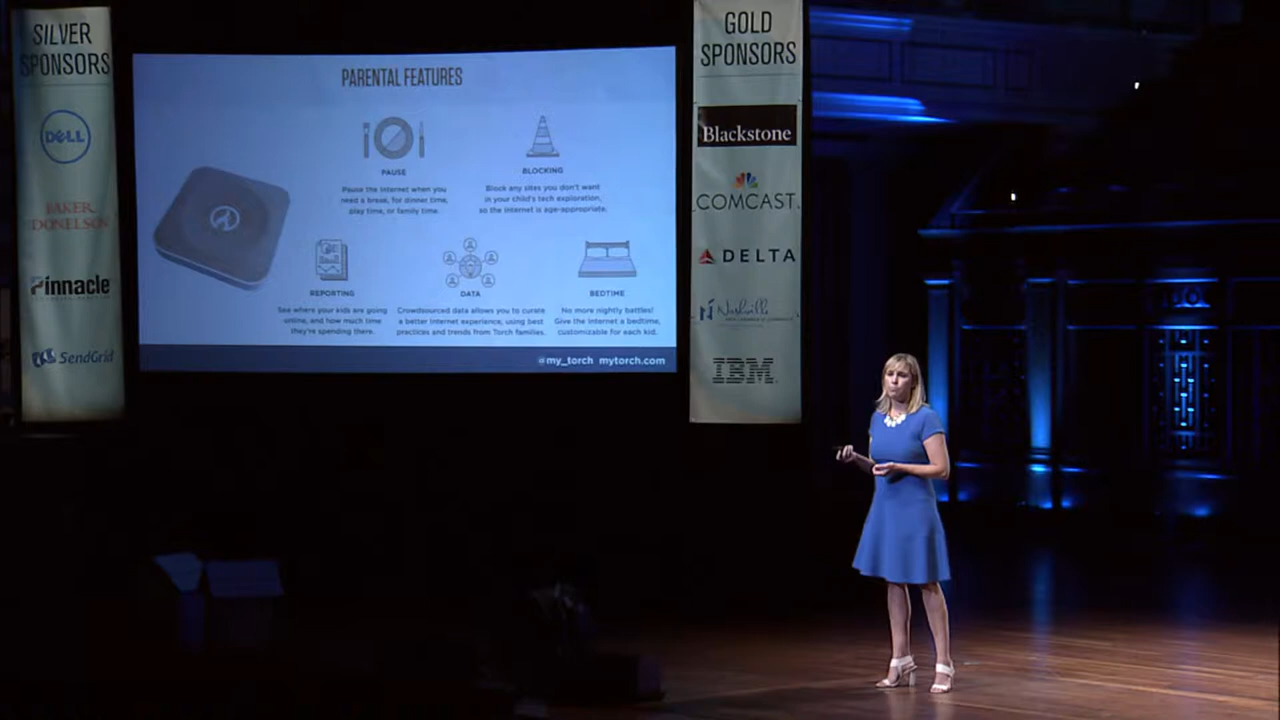 SILVER
SPONSORS
DELL
BAKER
DONELSON
Pinnacle
SendGrid
PARENTAL FEATURES
PAUSE
Pause the internet when you
need a break, for dinner time,
play time, or family time.
BLOCKING
Block any sites you don't want
in your child's tech exploration,
so the internet is age-appropriate.
REPORTING
See where your kids are going
online, and how much time
they're spending there.
DATA
Crowdsourced data allows you to curate
a better internet experience, using best
practices and trends from Torch families.
BEDTIME
No more nightly battles!
Give the internet a bedtime,
customizable for each kid.
@my_torch mytorch.com
GOLD
SPONSORS
Blackstone
COMCAST
DELTA
Nashville
IBM